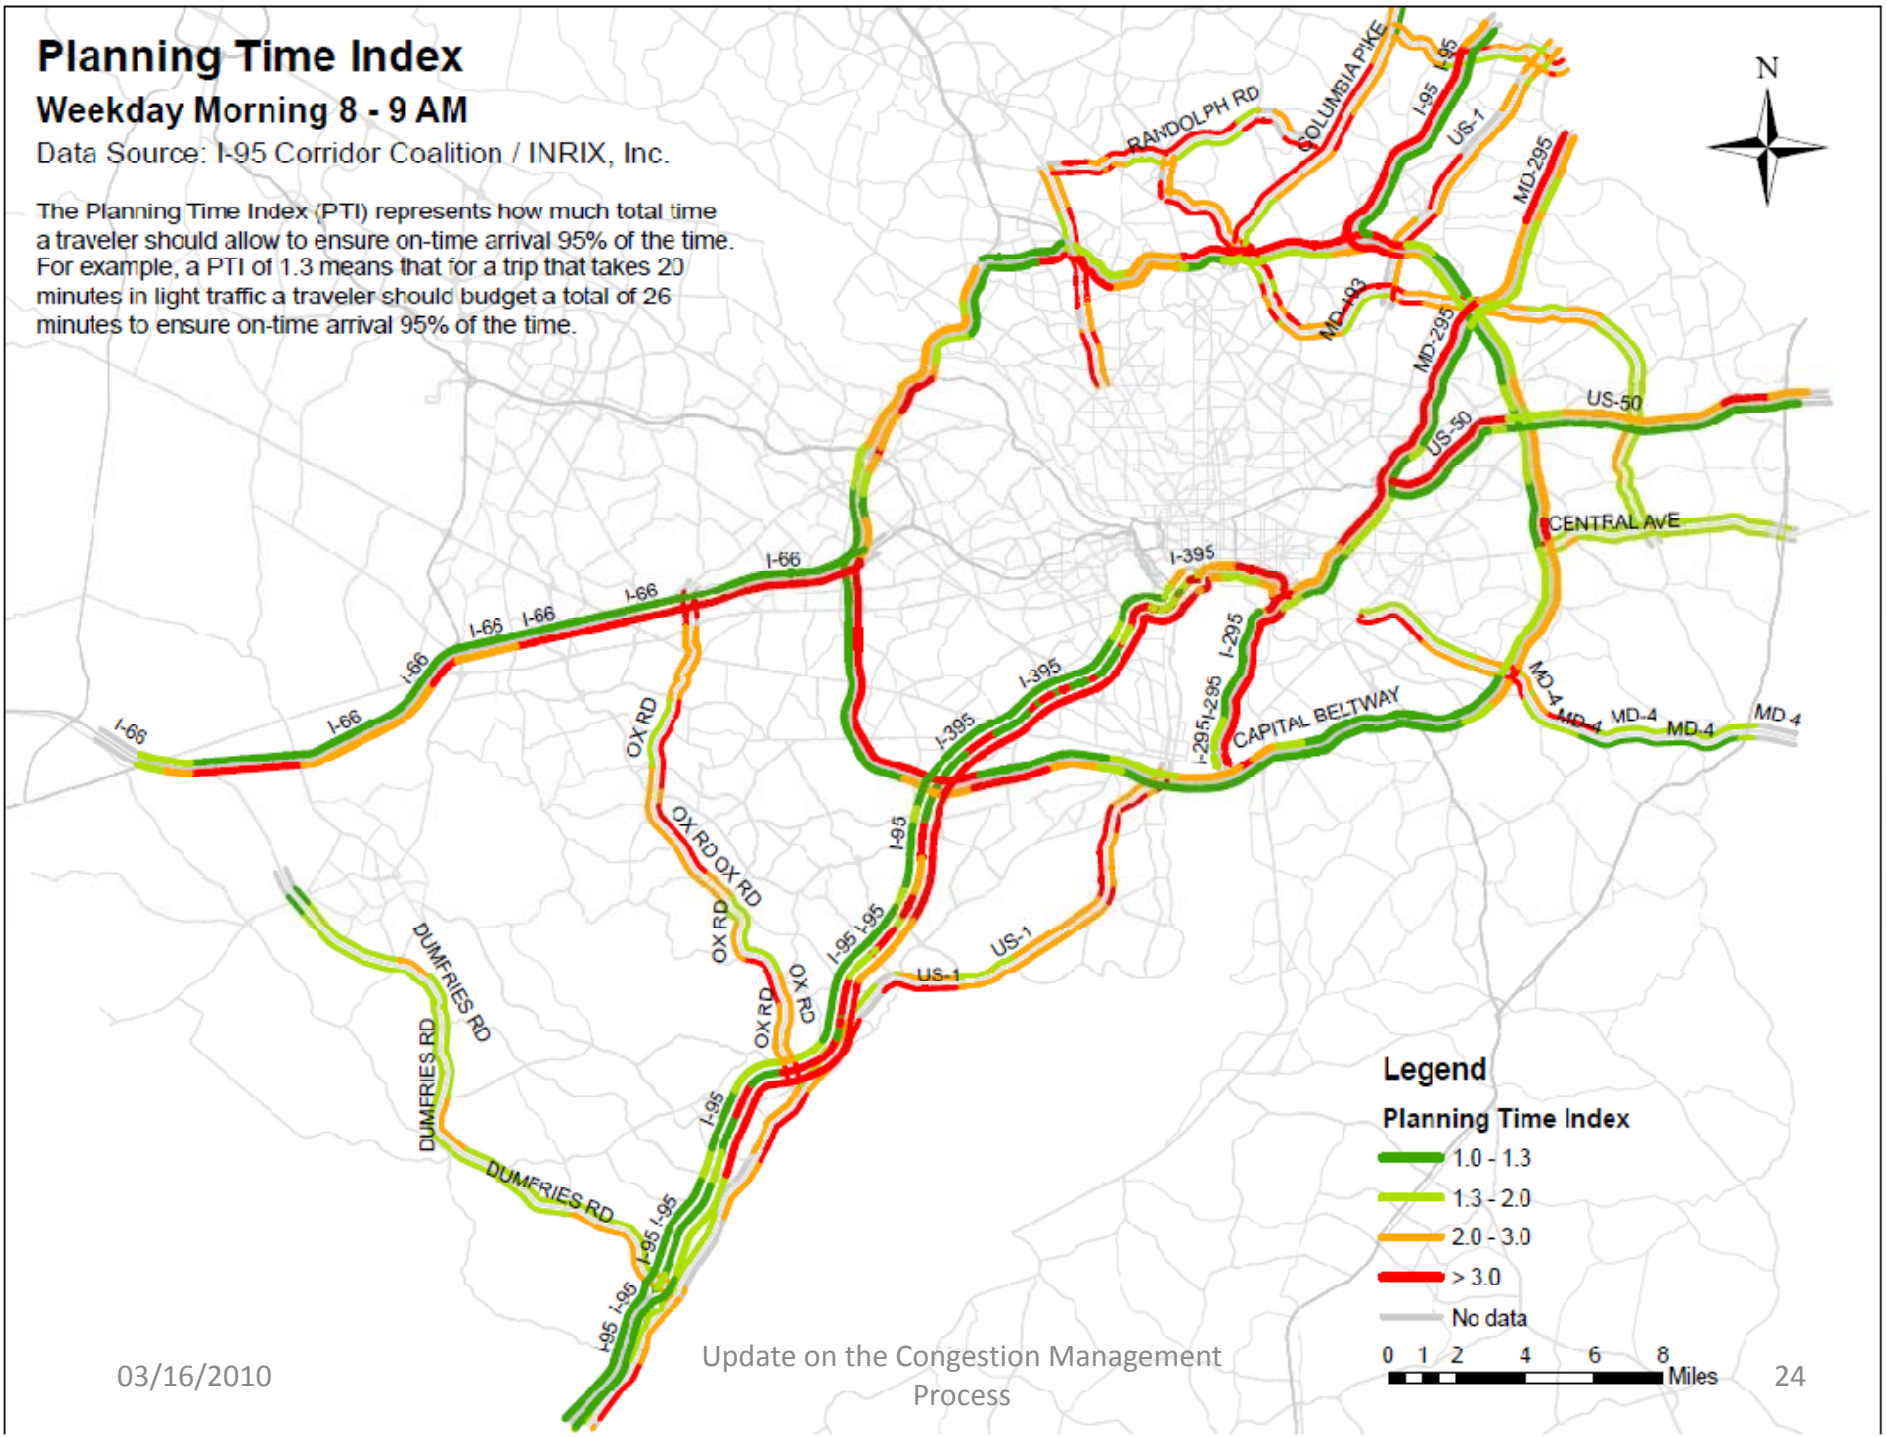 Planning Time Index
Weekday Morning 8 - 9 AM
Data Source: I-95 Corridor Coalition / INRIX, Inc.
The Planning Time Index (PTI) represents how much total time
a traveler should allow to ensure on-time arrival 95% of the time.
For example, a PTI of 1.3 means that for a trip that takes 20
minutes in light traffic a traveler should budget a total of 26
minutes to ensure on-time arrival 95% of the time.
N
COLUMBIA PIKE
I-95
I-95
US-1
RANDOLPH RD
MD-295
MD-193
MD-295
US-50
US-50
CENTRAL AVE
I-395
I-66
I-66
I-66
I-66
I-66
I-66
I-66
I-295
I-295
I-295
I-395
I-395
CAPITAL BELTWAY
MD-4
MD-4
MD-4
MD-4
MD 4
OX RD
OX RD
OX RD
OX RD
OX RD
OX RD
I-95
I-95
I-95
US-1
US-1
DUMFRIES RD
DUMFRIES RD
DUMFRIES RD
I-95
I-95
I-95
I-95
I-95
Legend
Planning Time Index
1.0 - 1.3
1.3 - 2.0
2.0 - 3.0
> 3.0
No data
0 1 2 4 6 8
Miles
03/16/2010
Update on the Congestion Management
Process
24